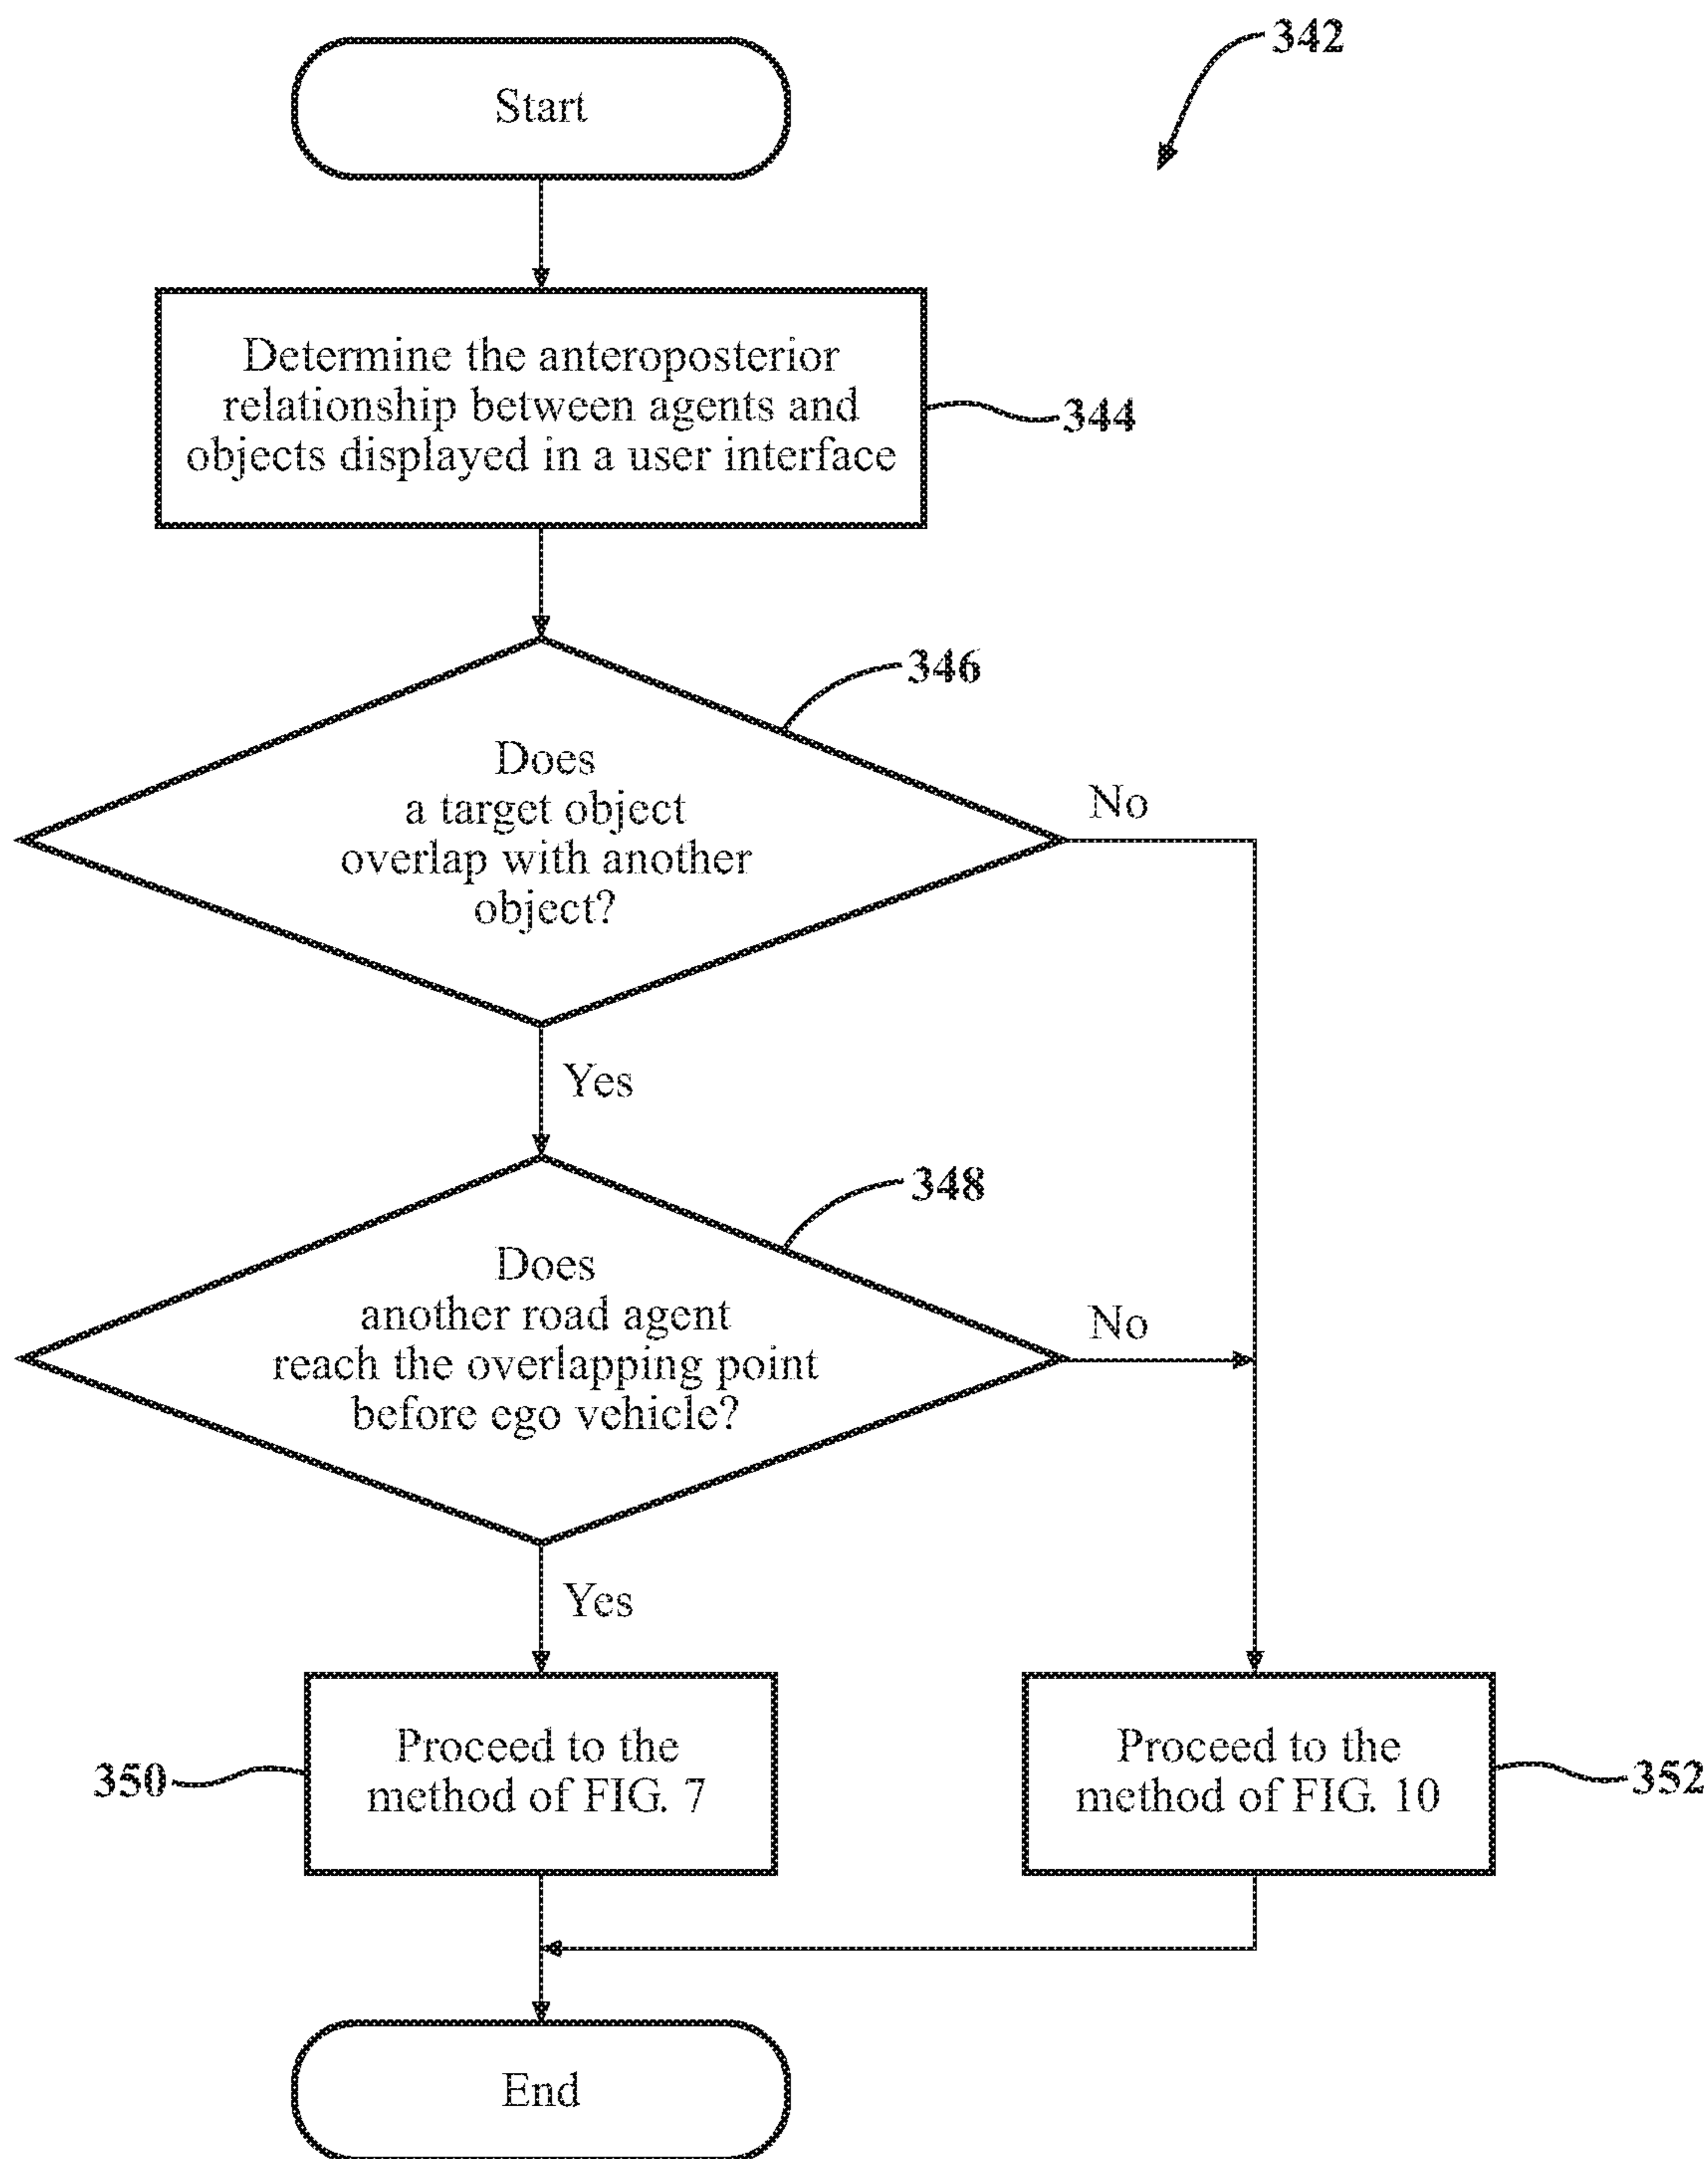 342
Start
Determine the anteroposterior
relationship between agents and
objects displayed in a user interface
344
346
Does
a target object
overlap with another
object?
No
Yes
348
Does
another road agent
reach the overlapping point
before ego vehicle?
No
Yes
350
Proceed to the
method of FIG. 7
Proceed to the
method of FIG. 10
352
End